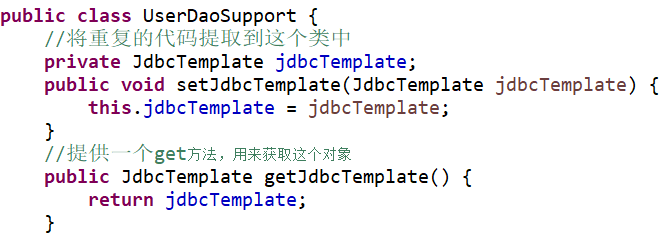 public class UserDaoSupport {
//将重复的代码提取到这个类中
private JdbcTemplate jdbcTemplate;
public void setJdbcTemplate(JdbcTemplate jdbcTemplate) {
this.jdbcTemplate = jdbcTemplate;
}
//提供一个get方法，用来获取这个对象
public JdbcTemplate getJdbcTemplate() {
return jdbcTemplate;
}